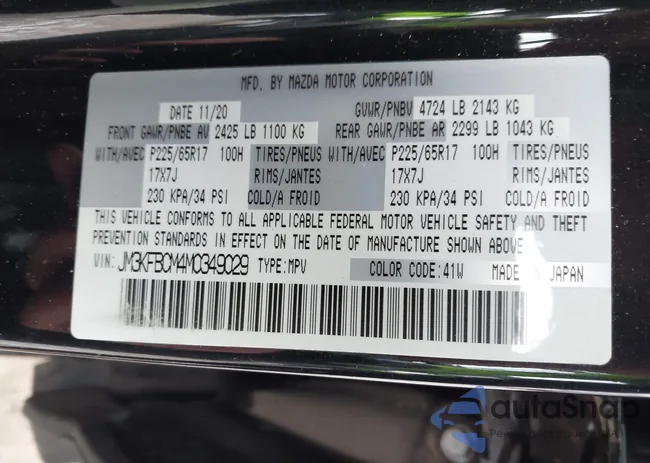 MFD. BY MAZDA MOTOR CORPORATION
DATE 11/20 GVWR/PNBV 4724 LB 2143 KG
FRONT GAWR/PNBE AV 2425 LB 1100 KG REAR GAWR/PNBE AR 2299 LB 1043 KG
WITH/AVEC P225/65R17 100H TIRES/PNEUS WITH/AVEC P225/65R17 100H TIRES/PNEUS
17X7J RIMS/JANTES 17X7J RIMS/JANTES
230 KPA/34 PSI COLD/A FROID 230 KPA/34 PSI COLD/A FROID
THIS VEHICLE CONFORMS TO ALL APPLICABLE FEDERAL MOTOR VEHICLE SAFETY AND THEFT
PREVENTION STANDARDS IN EFFECT ON THE DATE OF MANUFACTURE SHOWN ABOVE.
VIN: JM3KFBCM4M0349029 TYPE:MPV COLOR CODE:41W MADE IN JAPAN
autoSnap